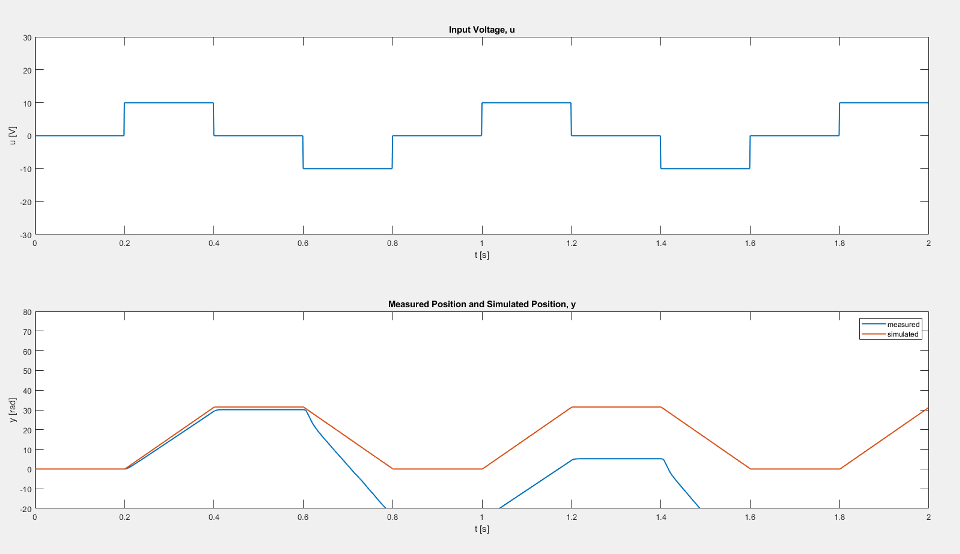 Input Voltage, u
30
20
10
0
-10
-20
-30
u [V]
0 0.2 0.4 0.6 0.8 1 1.2 1.4 1.6 1.8 2
t [s]
Measured Position and Simulated Position, y
80
70
60
50
40
30
20
10
0
-10
-20
y [rad]
measured
simulated
0 0.2 0.4 0.6 0.8 1 1.2 1.4 1.6 1.8 2
t [s]